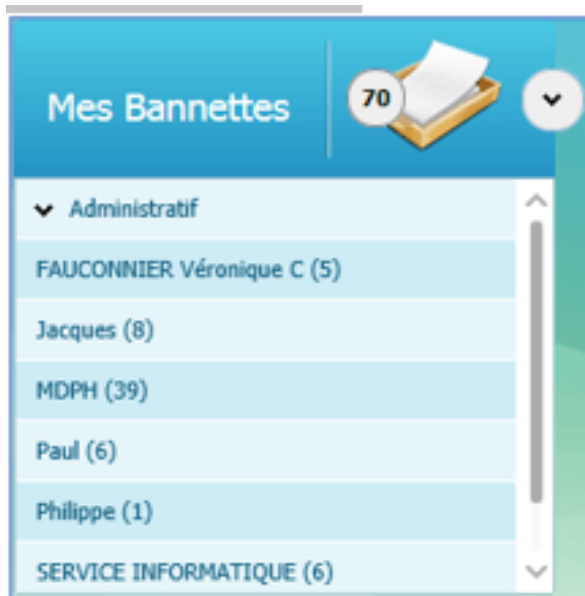 Mes Bannettes
70
Administratif
FAUCONNIER Véronique C (5)
Jacques (8)
MDPH (39)
Paul (6)
Philippe (1)
SERVICE INFORMATIQUE (6)